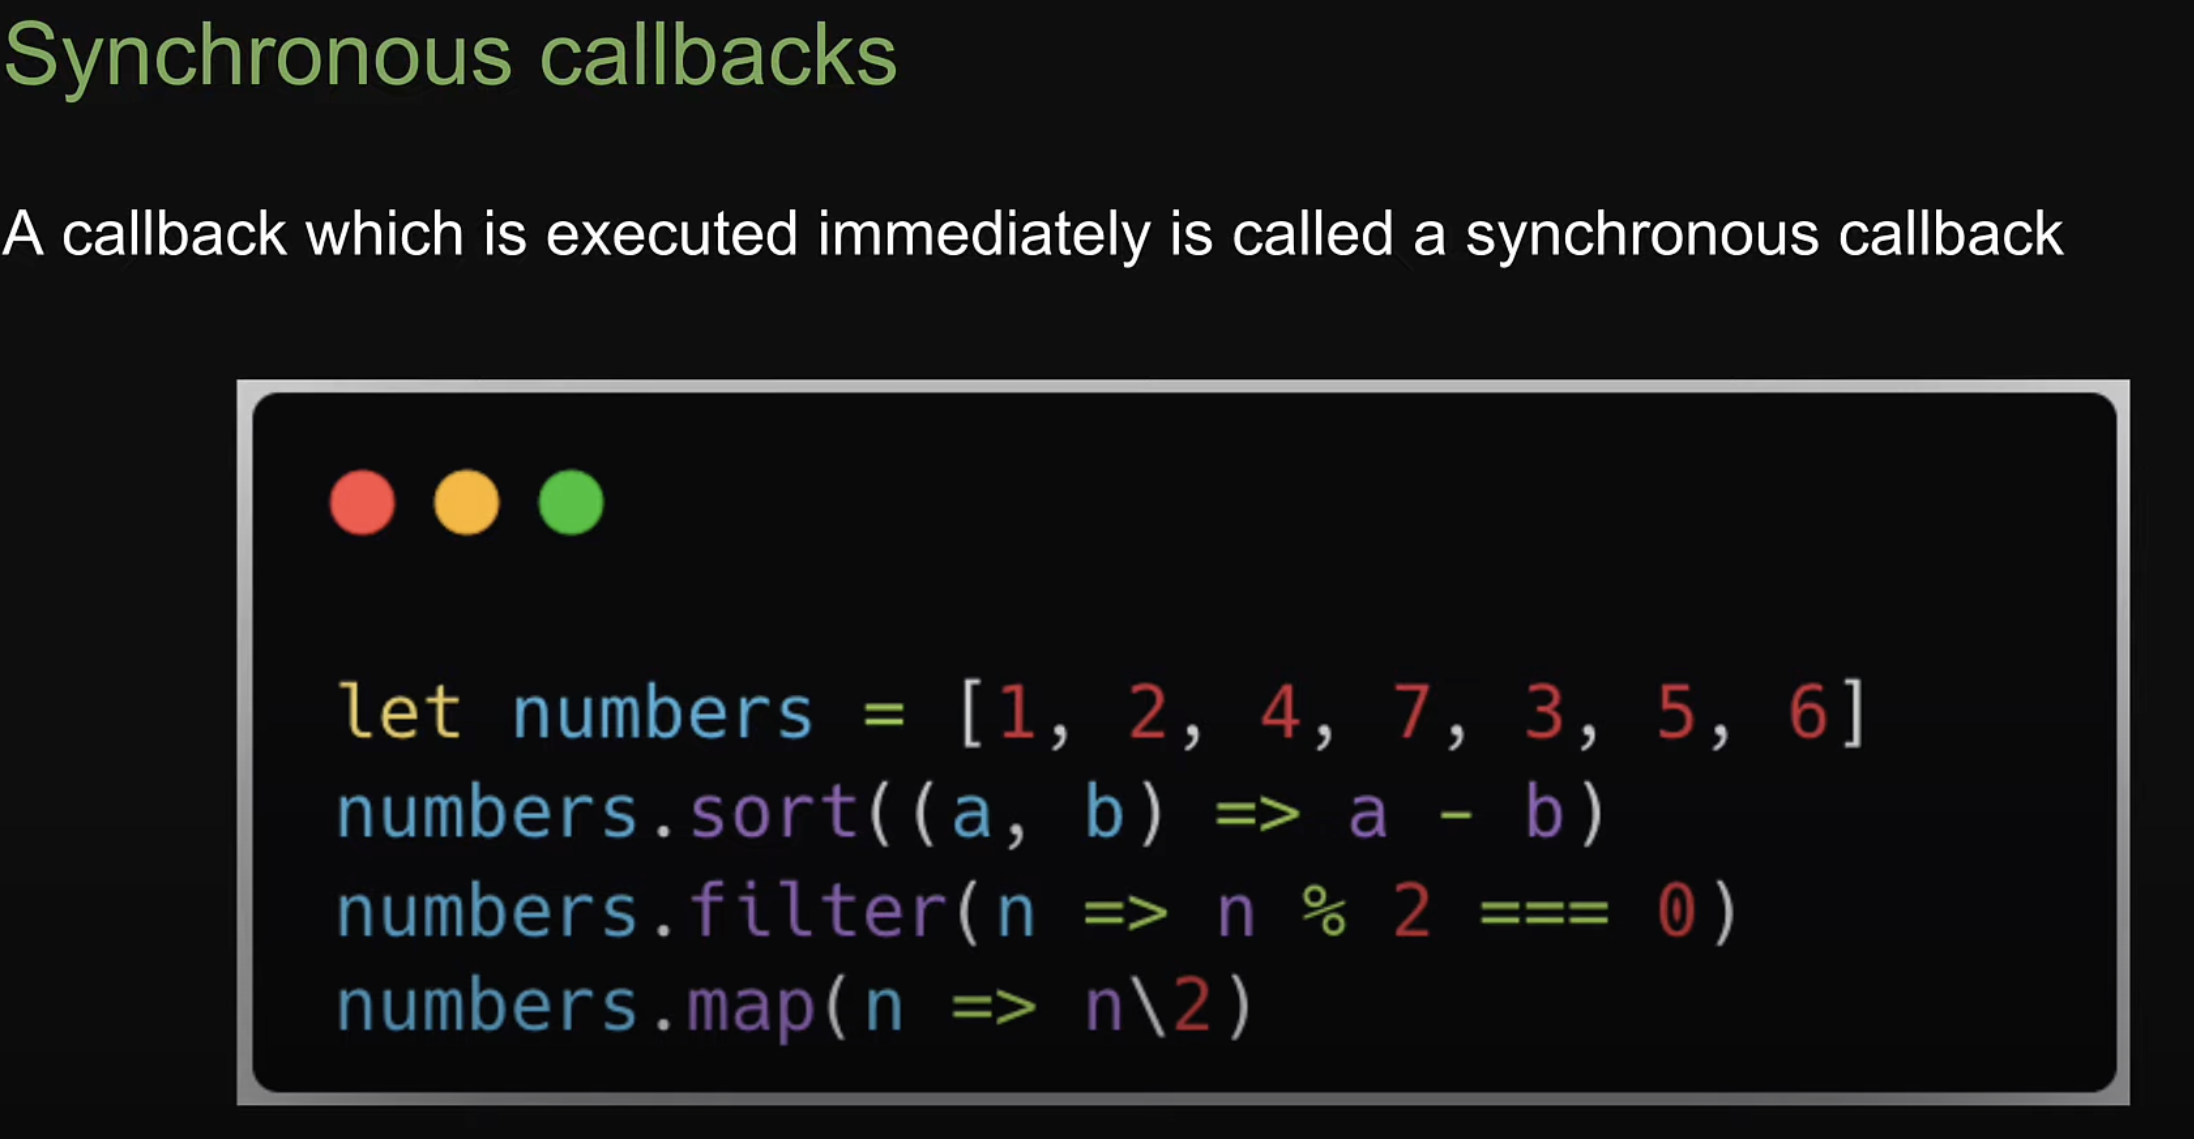 Synchronous callbacks
A callback which is executed immediately is called a synchronous callback
let numbers = [1, 2, 4, 7, 3, 5, 6]
numbers.sort((a, b) => a - b)
numbers.filter(n => n % 2 === 0)
numbers.map(n => n\2)